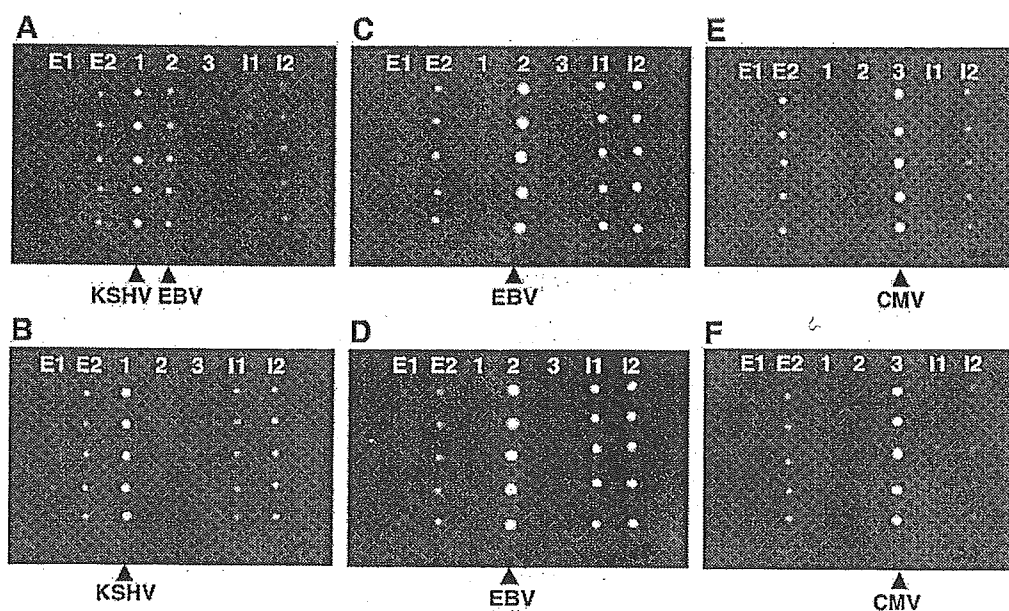 A
E1 E2 1 2 3 I1 I2
KSHV EBV
C
E1 E2 1 2 3 I1 I2
EBV
E
E1 E2 1 2 3 I1 I2
CMV
B
E1 E2 1 2 3 I1 I2
KSHV
D
E1 E2 1 2 3 I1 I2
EBV
F
E1 E2 1 2 3 I1 I2
CMV